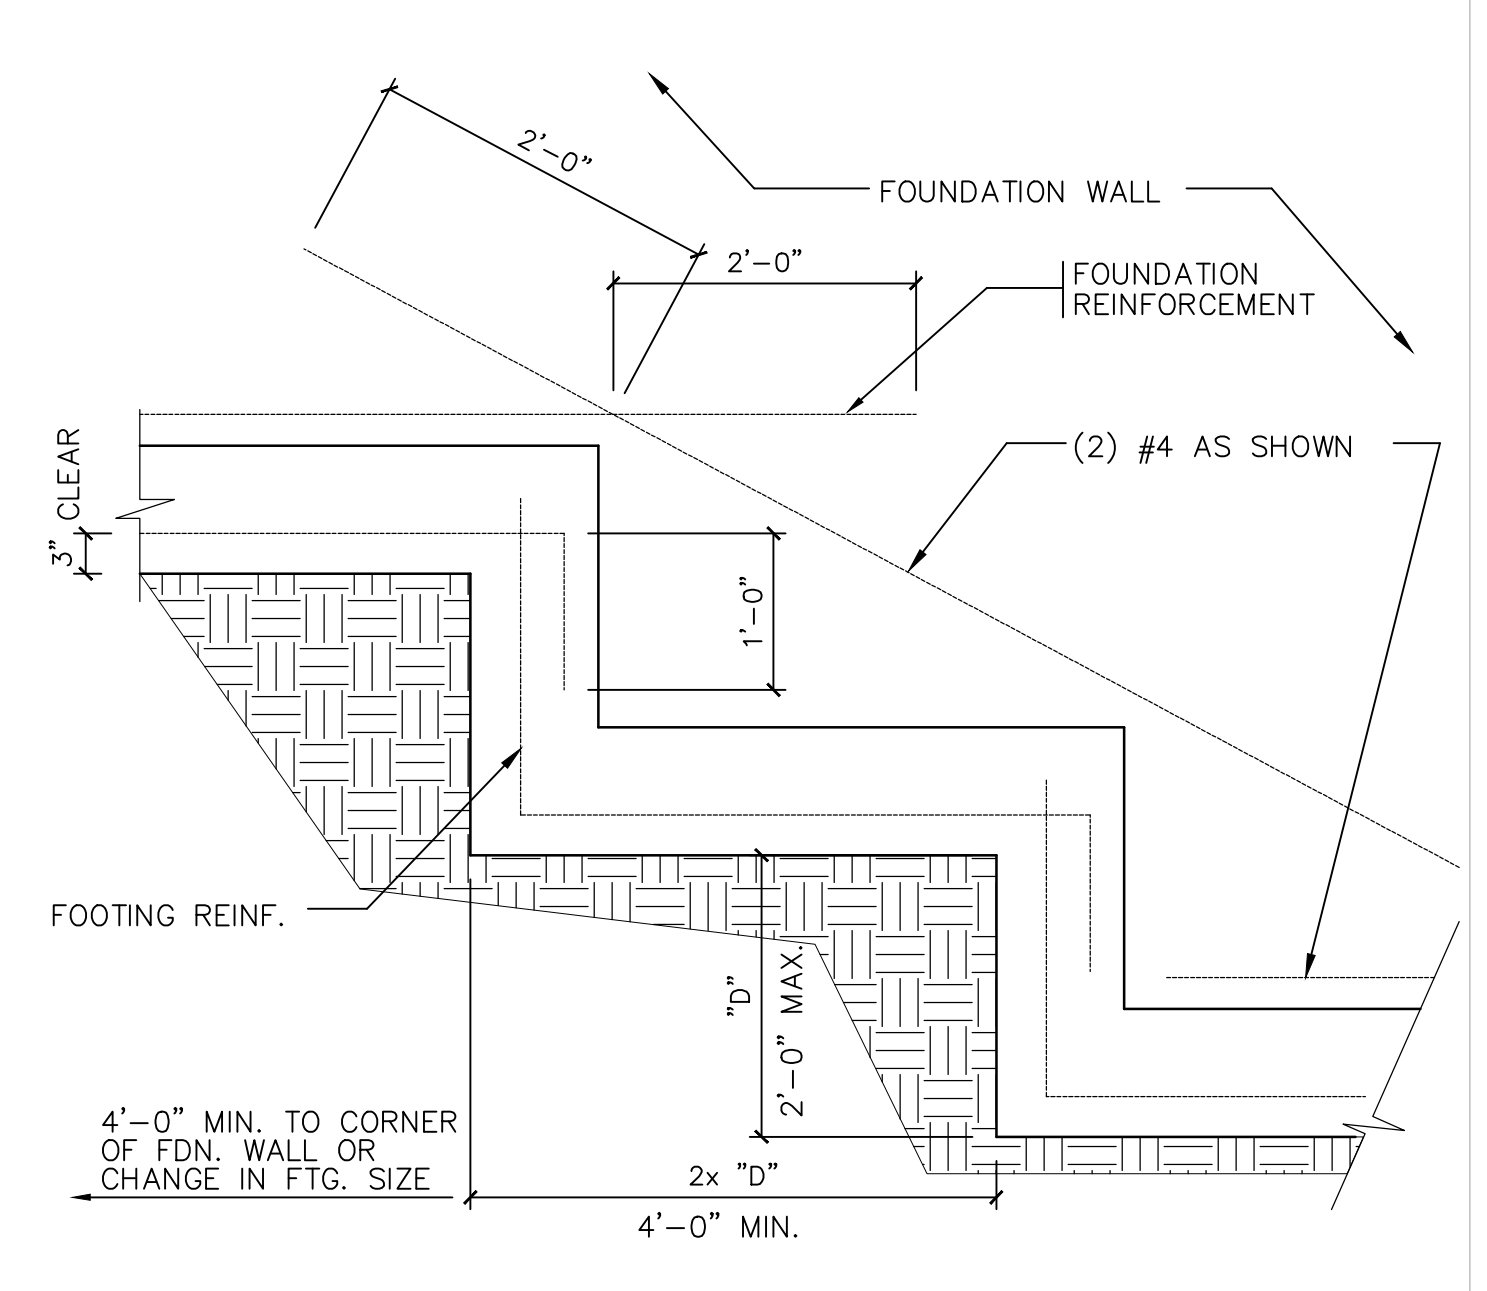 2'-0"
FOUNDATION WALL
2'-0"
FOUNDATION
REINFORCEMENT
(2) #4 AS SHOWN
3" CLEAR
1'-0"
FOOTING REINF.
"D"
2'-0" MAX.
4'-0" MIN. TO CORNER
OF FDN. WALL OR
CHANGE IN FTG. SIZE
2x "D"
4'-0" MIN.